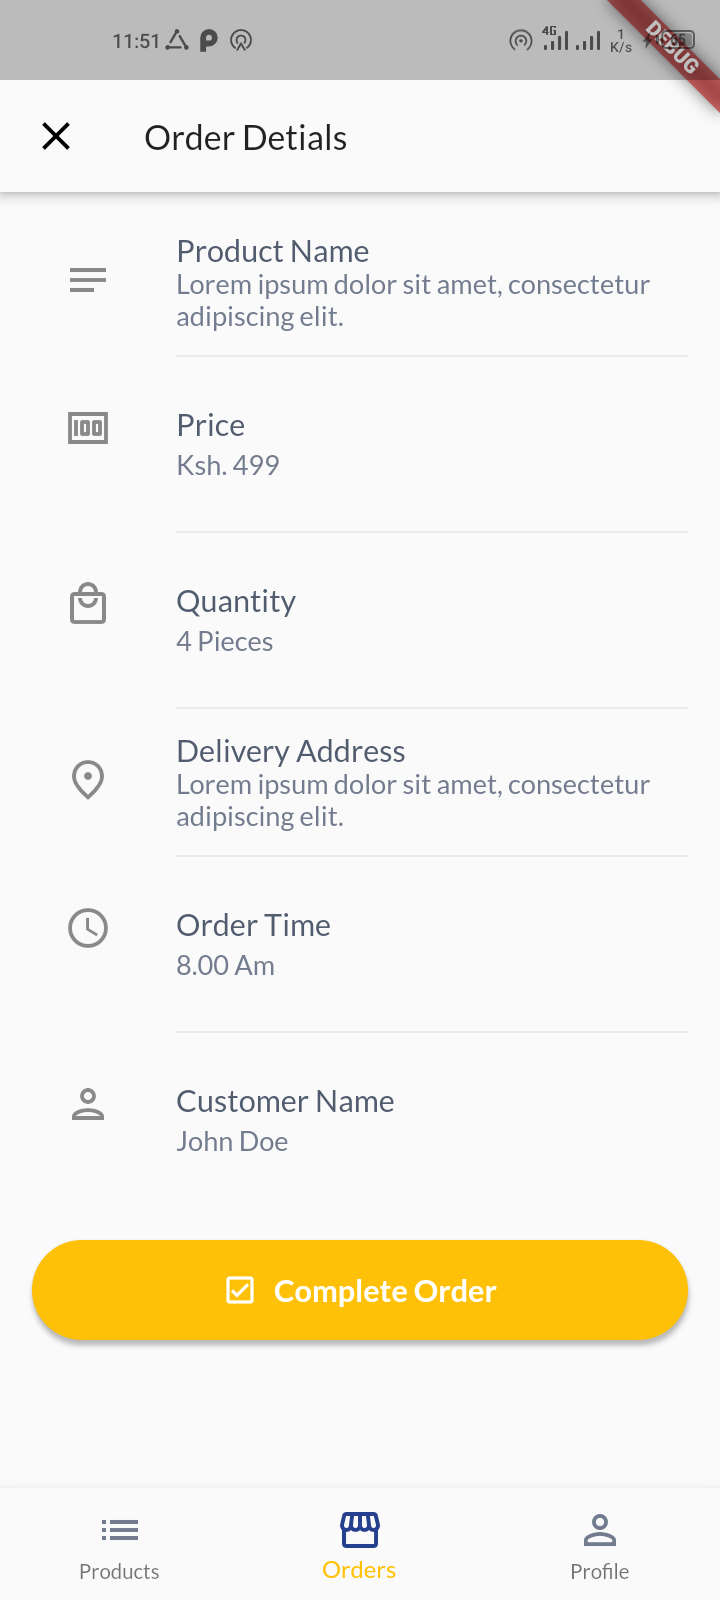 11:51
4G
1
K/s
DEBUG
Order Detials
Product Name
Lorem ipsum dolor sit amet, consectetur
adipiscing elit.
100
Price
Ksh. 499
Quantity
4 Pieces
Delivery Address
Lorem ipsum dolor sit amet, consectetur
adipiscing elit.
Order Time
8.00 Am
Customer Name
John Doe
Complete Order
Products
Orders
Profile